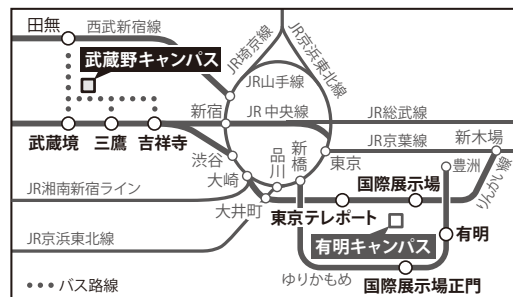 田無
西武新宿線
JR埼京線
JR京浜東北線
武蔵野キャンパス
JR山手線
新宿
JR中央線
JR総武線
武蔵境
三鷹
吉祥寺
渋谷
品川
新橋
東京
JR京葉線
新木場
大崎
豊洲
りんかい線
JR湘南新宿ライン
大井町
国際展示場
東京テレポート
JR京浜東北線
有明キャンパス
有明
バス路線
ゆりかもめ
国際展示場正門